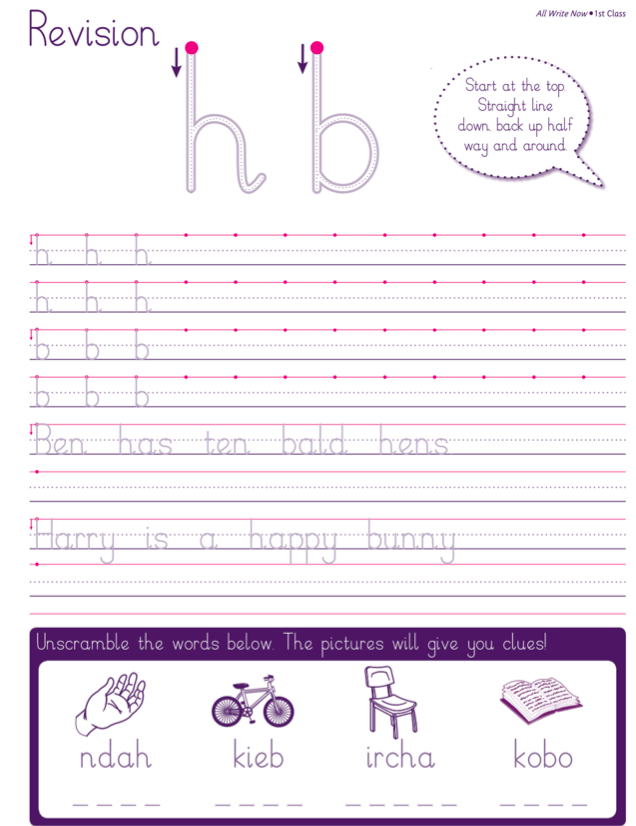 All Write Now • 1st Class
Revision
h b
Start at the top.
Straight line
down, back up half
way and around.
h h h
h h h
b b b
b b b
Ben has ten bald hens
Harry is a happy bunny
Unscramble the words below. The pictures will give you clues!
ndah kieb ircha kobo